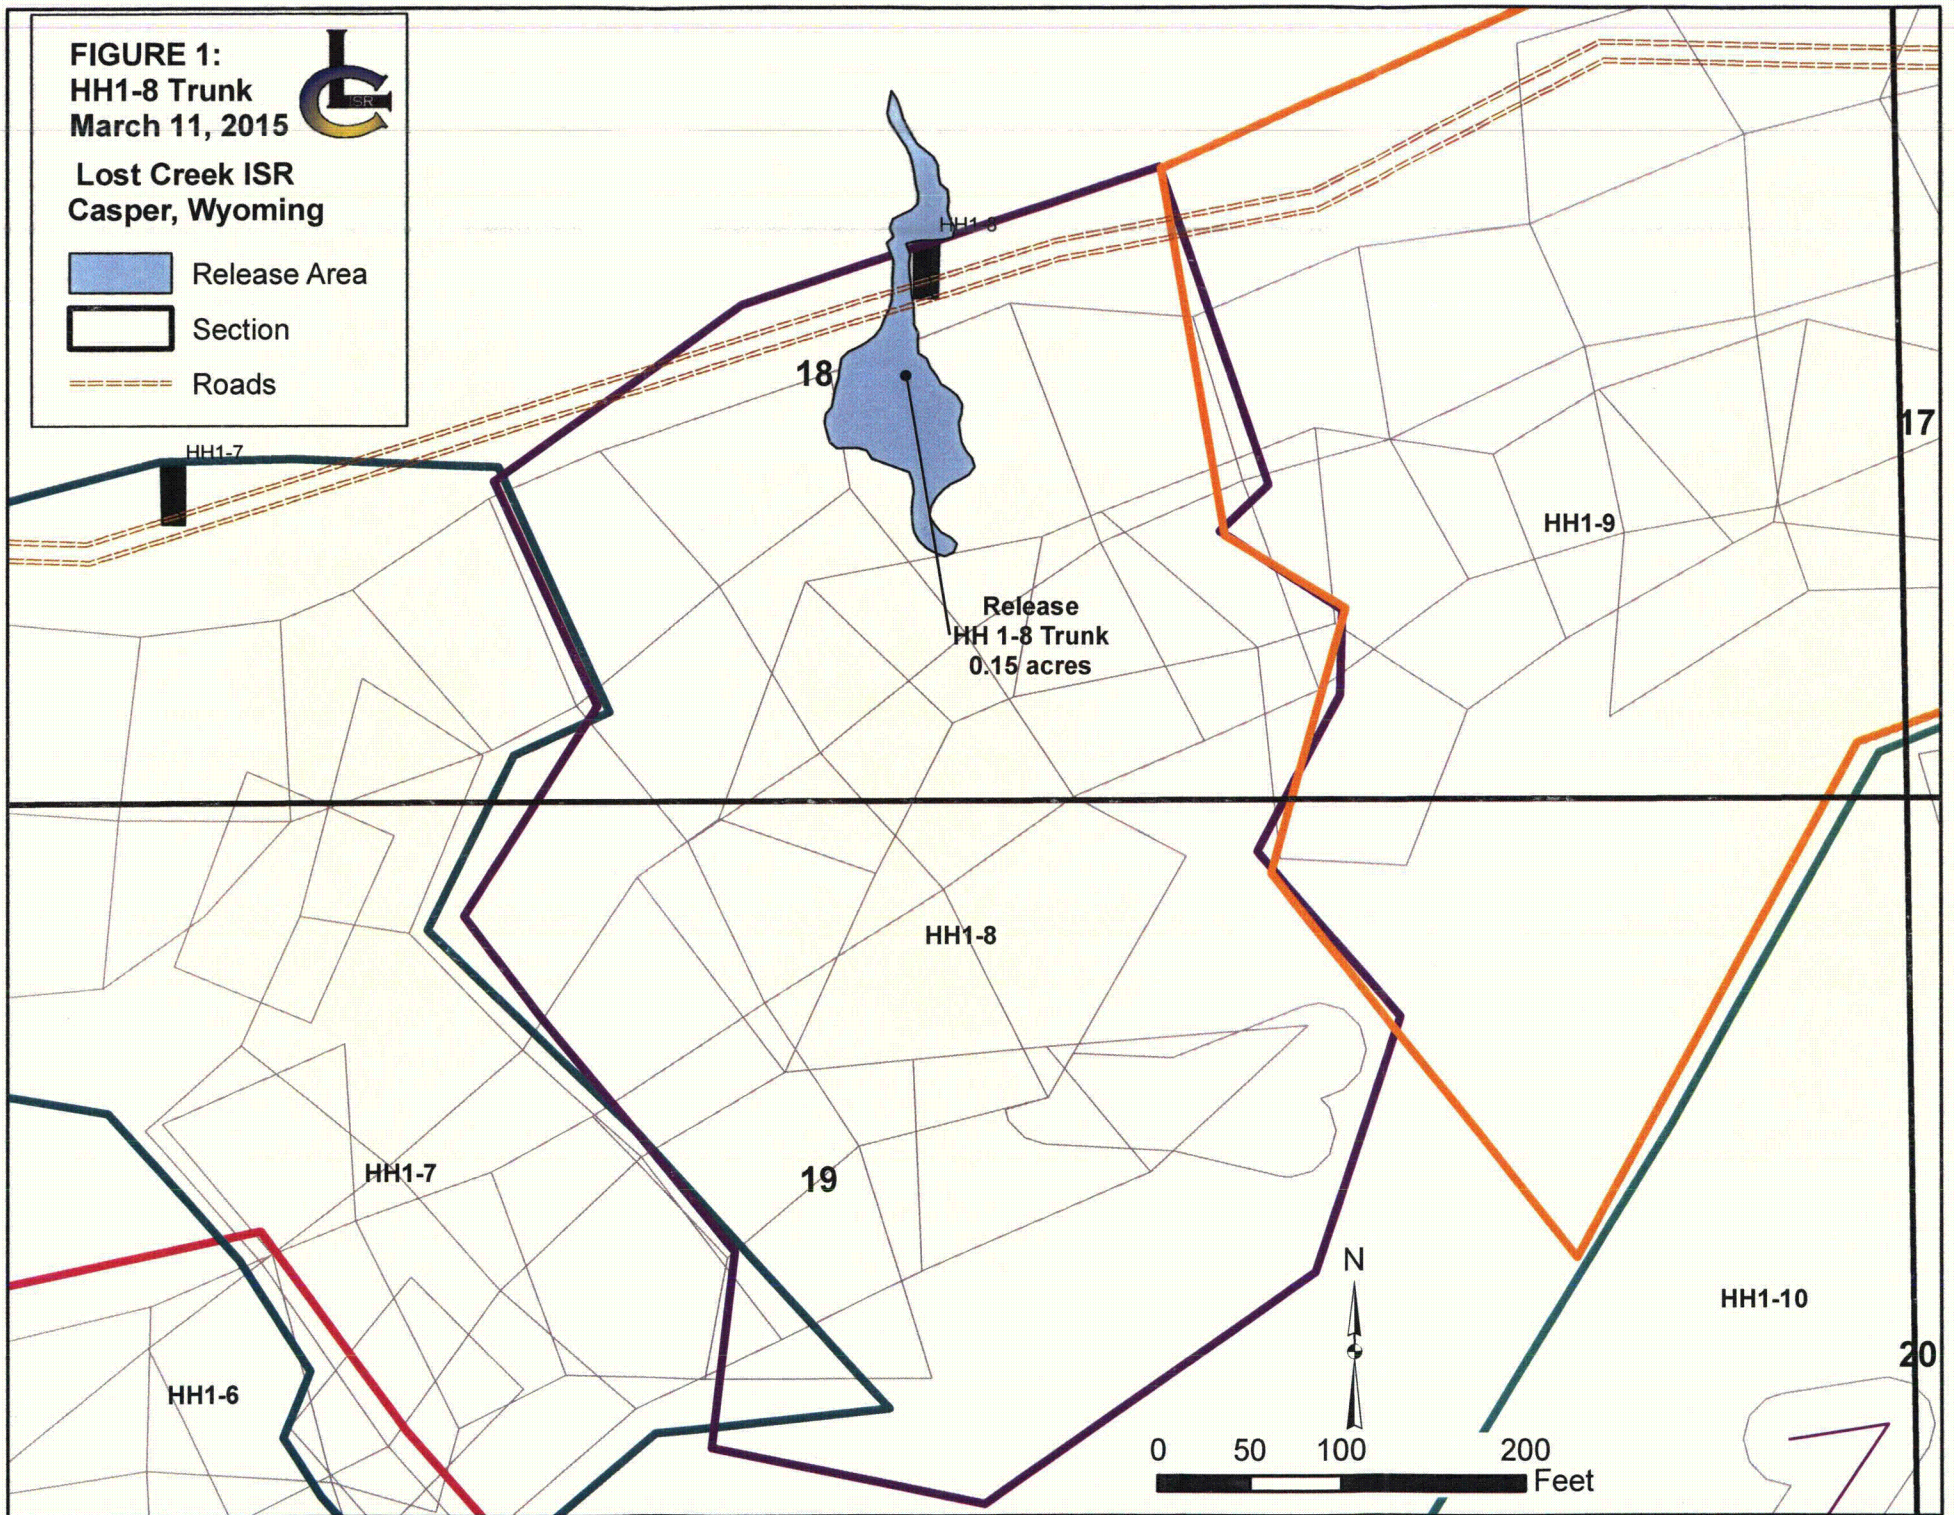 FIGURE 1:
HH1-8 Trunk
March 11, 2015
LC ISR
Lost Creek ISR
Casper, Wyoming
Release Area
Section
Roads
HH1-8
18
17
HH1-7
HH1-9
Release
HH 1-8 Trunk
0.15 acres
HH1-8
HH1-7
19
N
HH1-10
20
HH1-6
0 50 100 200
Feet